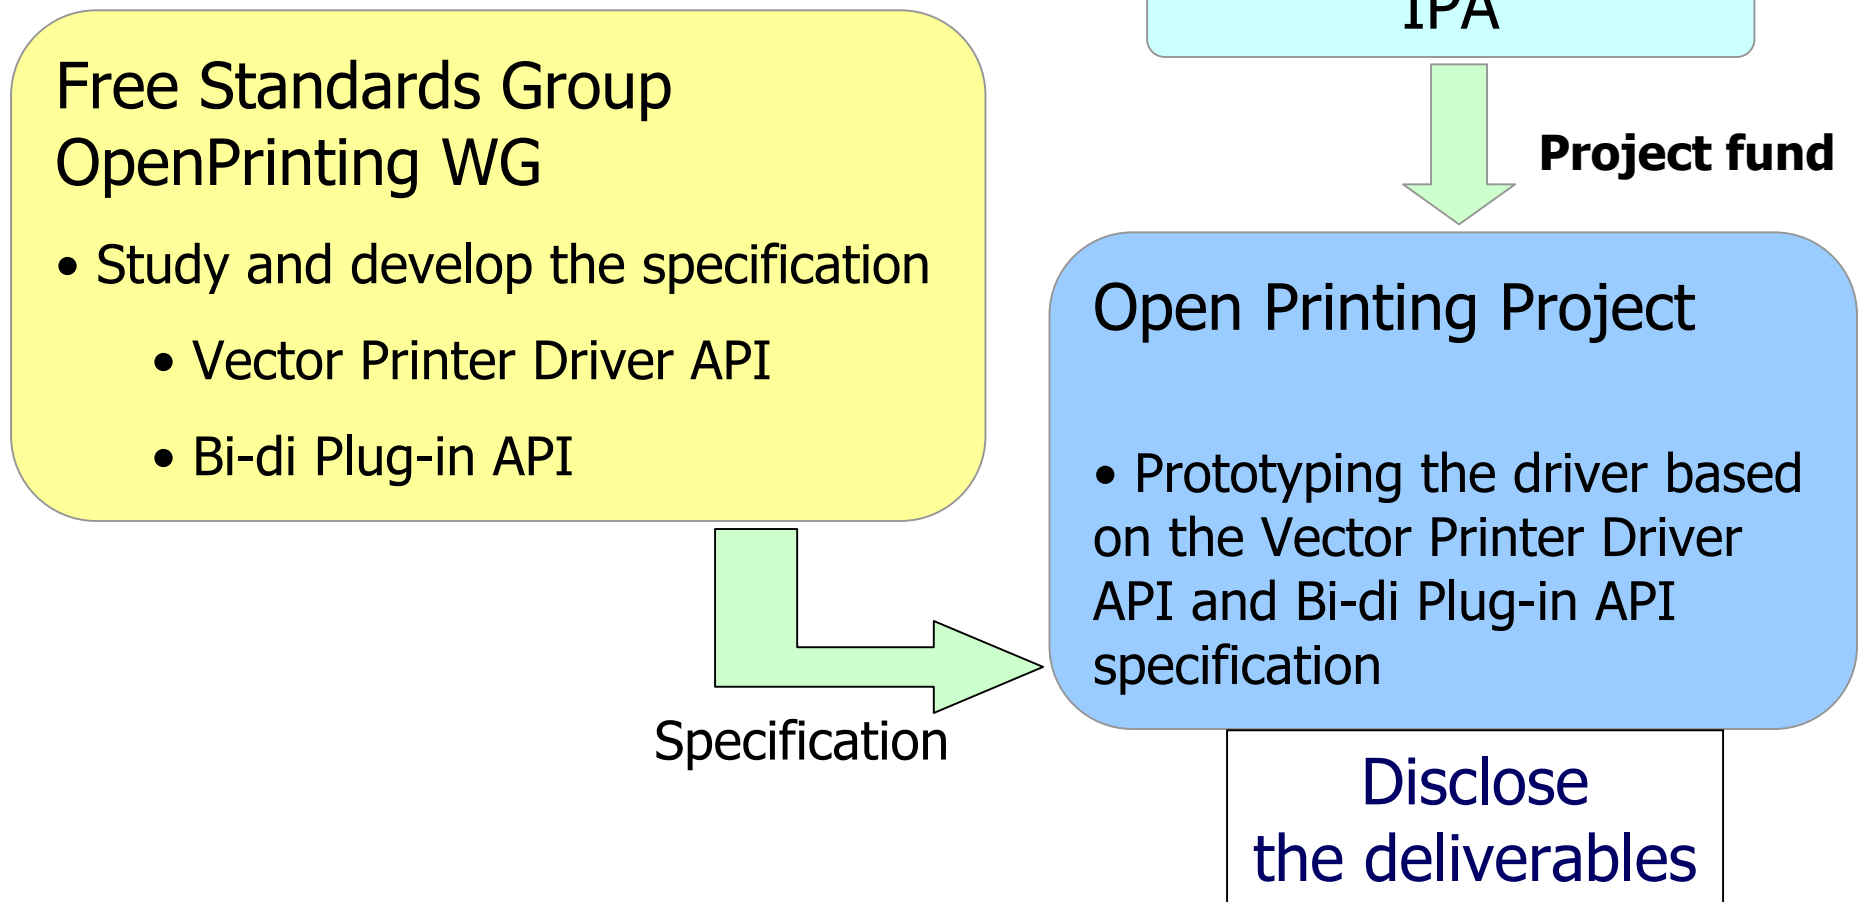 Free Standards Group
OpenPrinting WG
• Study and develop the specification
• Vector Printer Driver API
• Bi-di Plug-in API
Specification
IPA
Project fund
Open Printing Project
• Prototyping the driver based
on the Vector Printer Driver
API and Bi-di Plug-in API
specification
Disclose
the deliverables